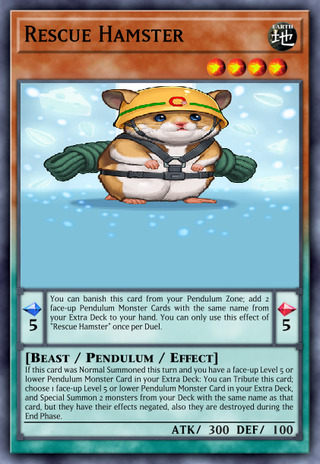 Rescue Hamster
EARTH
地
You can banish this card from your Pendulum Zone; add 2
face-up Pendulum Monster Cards with the same name from
your Extra Deck to your hand. You can only use this effect of
"Rescue Hamster" once per Duel.
5
5
[Beast / Pendulum / Effect]
If this card was Normal Summoned this turn and you have a face-up Level 5 or
lower Pendulum Monster Card in your Extra Deck: You can Tribute this card;
choose 1 face-up Level 5 or lower Pendulum Monster Card in your Extra Deck,
and Special Summon 2 monsters from your Deck with the same name as that
card, but they have their effects negated, also they are destroyed during the
End Phase.
ATK/ 300 DEF/ 100